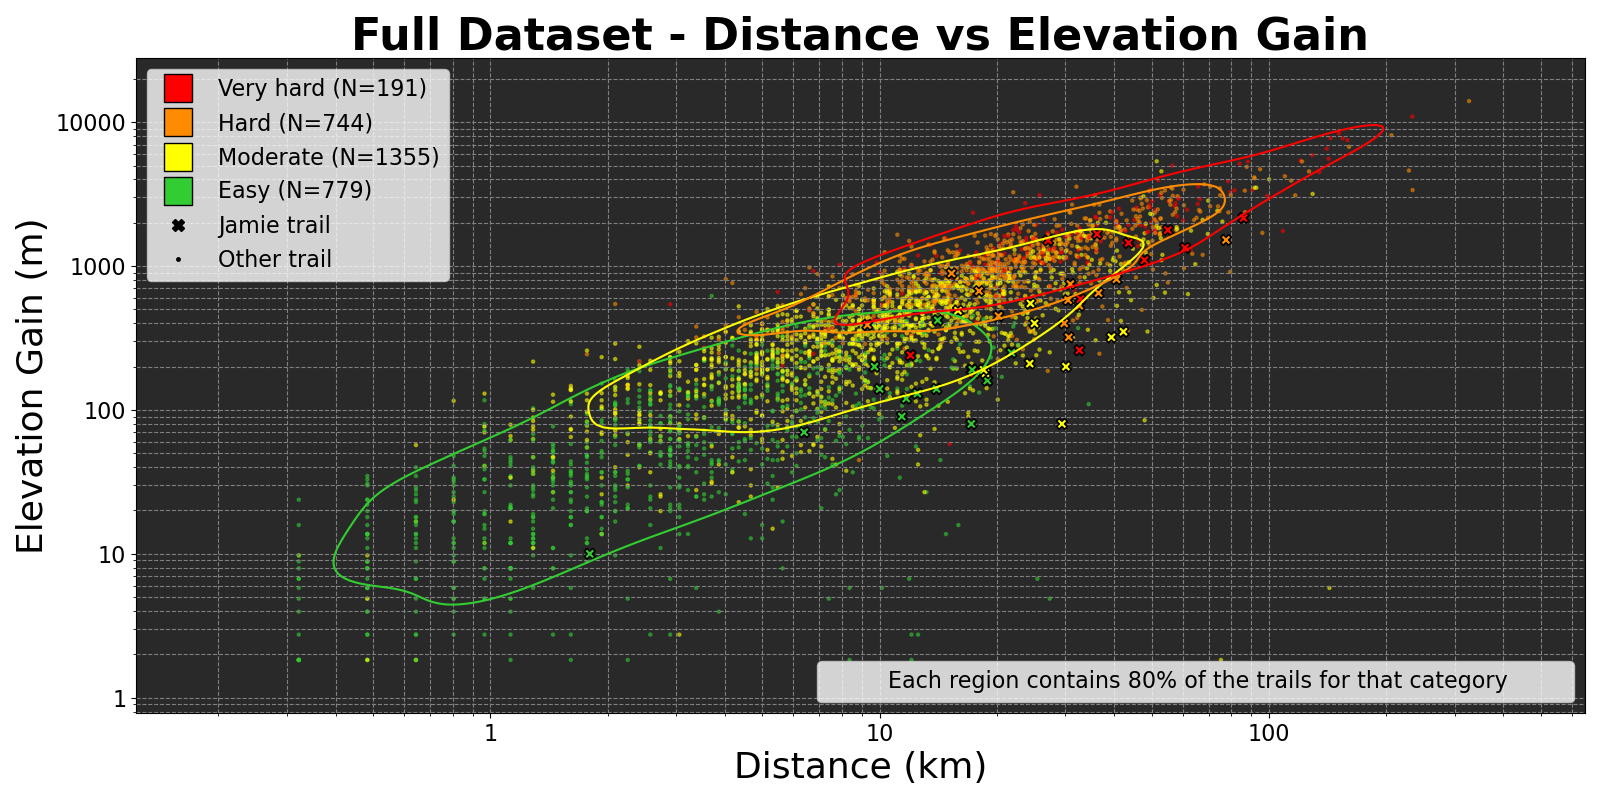 Full Dataset - Distance vs Elevation Gain
Very hard (N=191)
Hard (N=744)
Moderate (N=1355)
Easy (N=779)
Jamie trail
Other trail
10000
1000
100
10
1
Elevation Gain (m)
Each region contains 80% of the trails for that category
1
10
100
Distance (km)